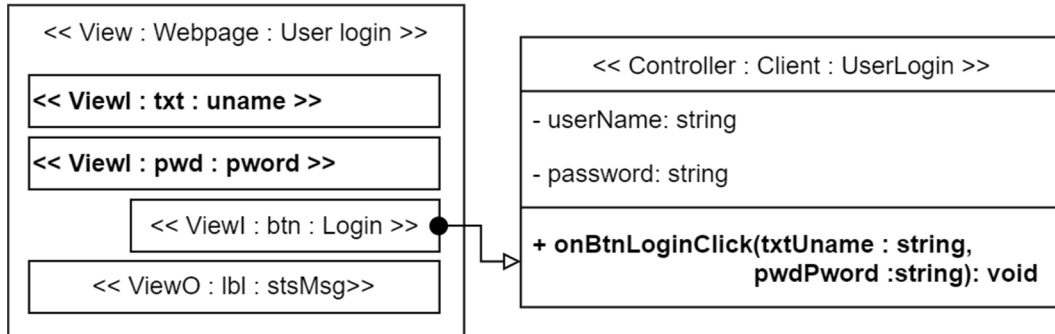 << View : Webpage : User login >>
<< ViewI : txt : uname >>
<< ViewI : pwd : pword >>
<< ViewI : btn : Login >>
<< ViewO : lbl : stsMsg>>
<< Controller : Client : UserLogin >>
- userName: string
- password: string
+ onBtnLoginClick(txtUname : string,
pwdPword :string): void